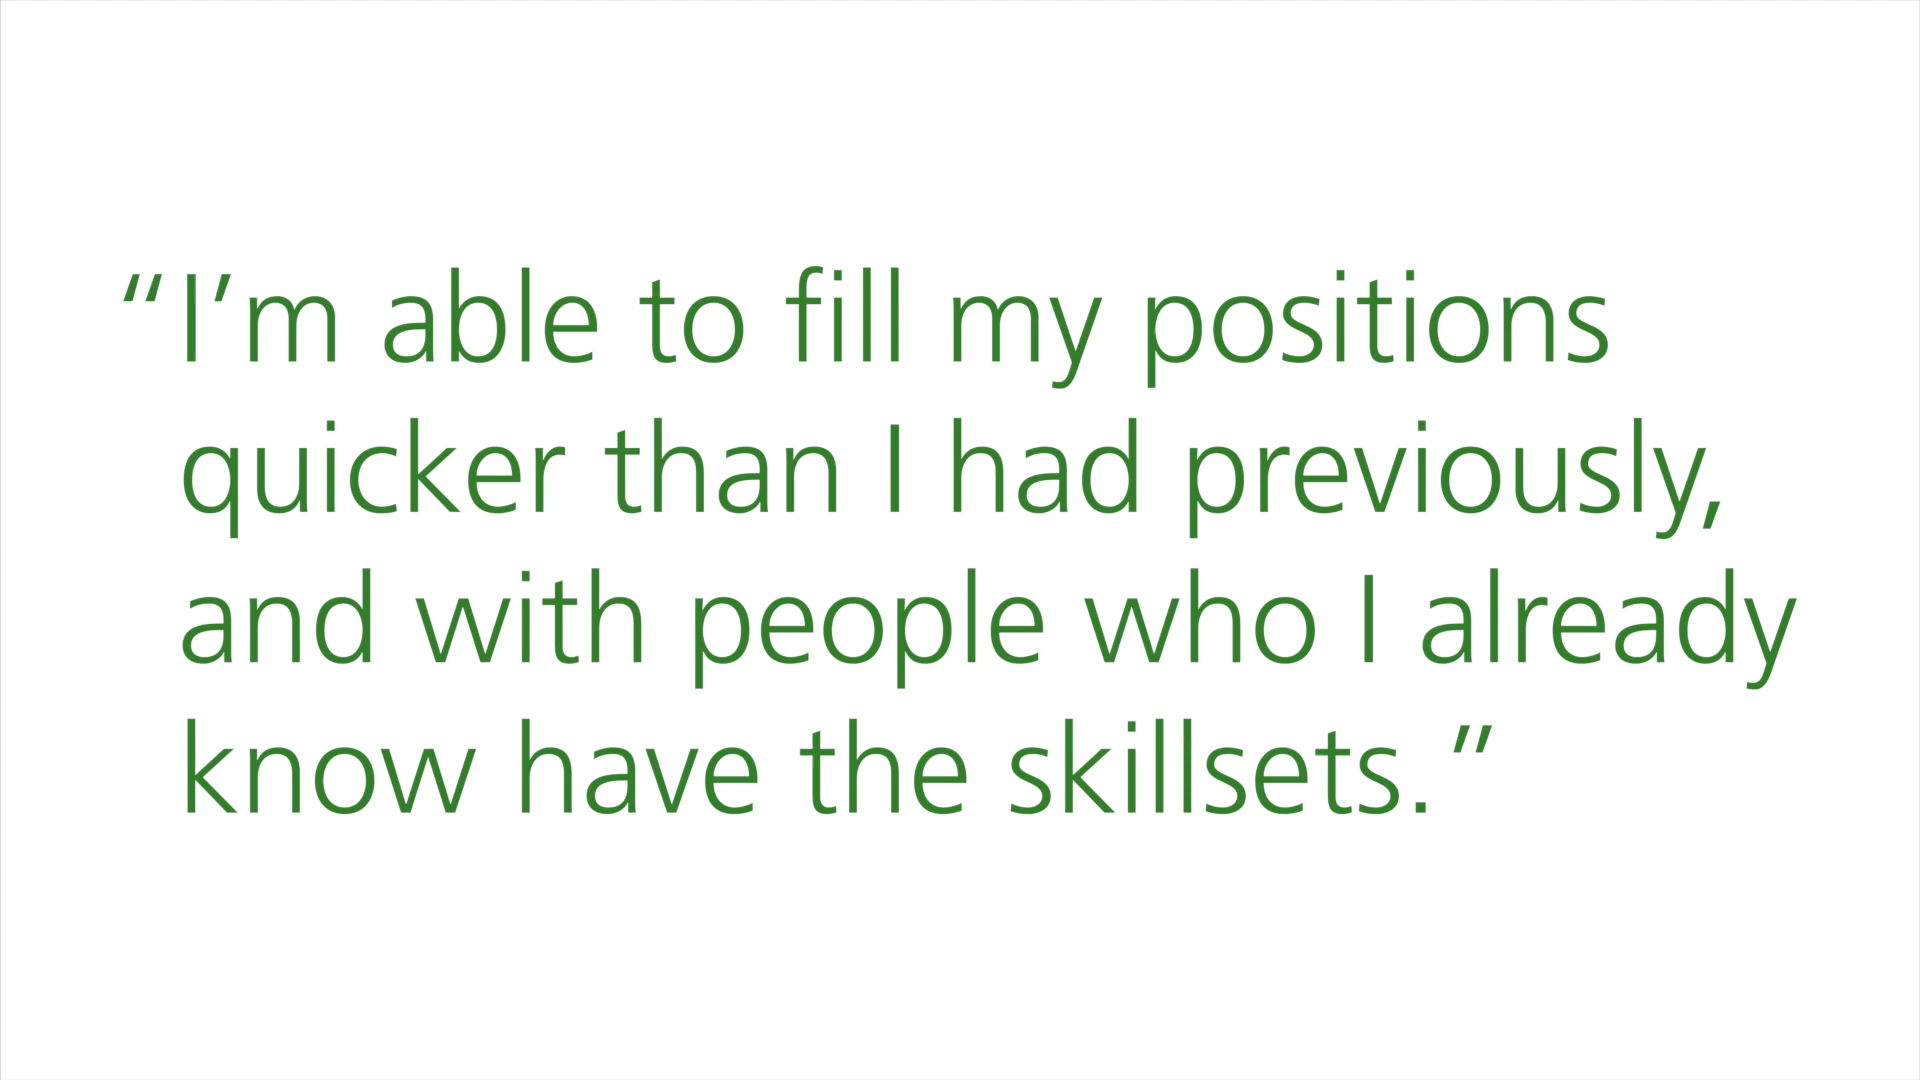 “I’m able to fill my positions
quicker than I had previously,
and with people who I already
know have the skillsets.”